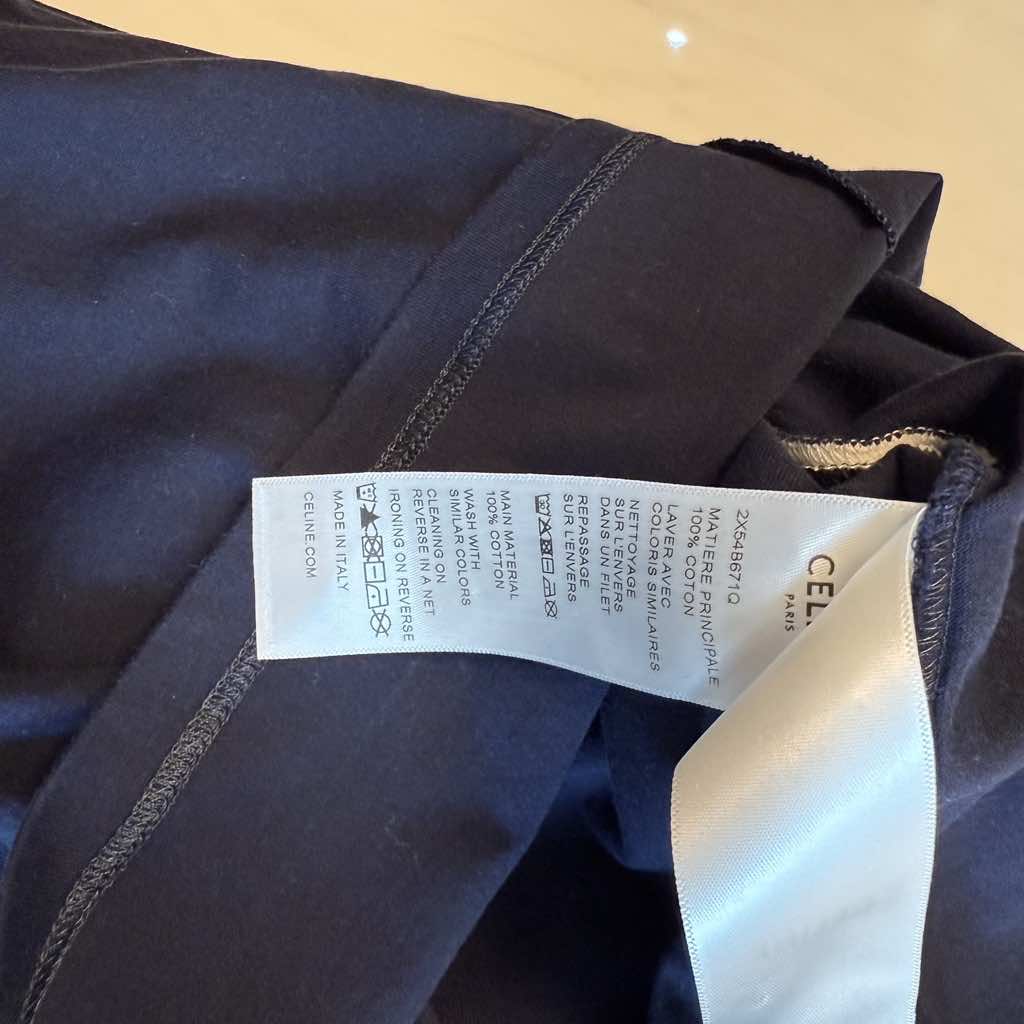 CEL
PARIS
2X54B671Q
MATIERE PRINCIPALE
100% COTON
LAVER AVEC
COLORIS SIMILAIRES
NETTOYAGE
SUR L'ENVERS
DANS UN FILET
REPASSAGE
SUR L'ENVERS
30
MAIN MATERIAL
100% COTTON
WASH WITH
SIMILAR COLORS
CLEANING ON
REVERSE IN A NET
IRONING ON REVERSE
MADE IN ITALY
CELINE.COM